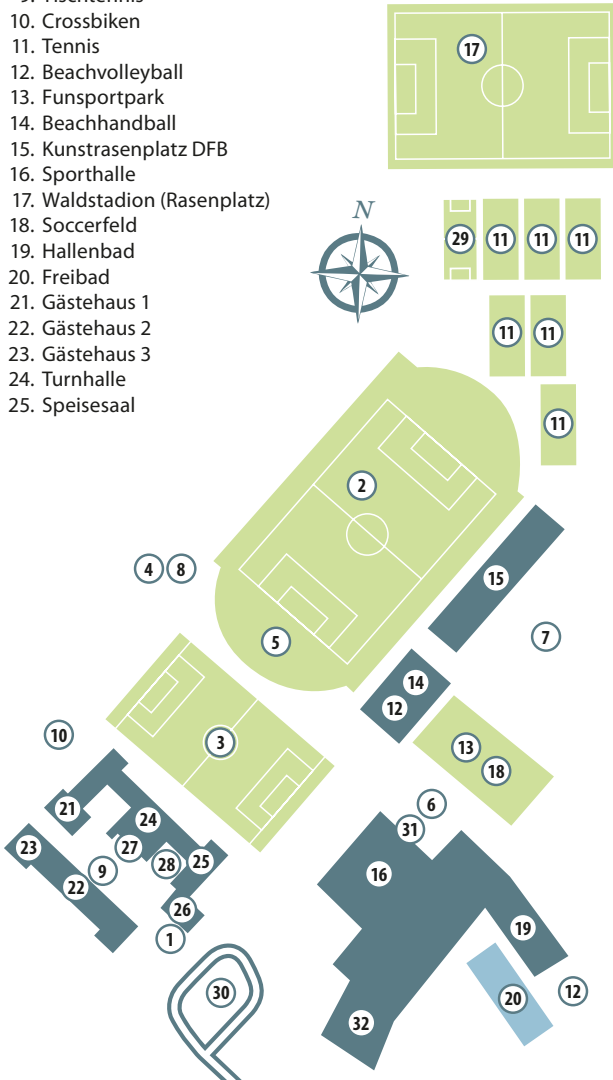 9. Tischtennis
10. Crossbiken
11. Tennis
12. Beachvolleyball
13. Funsportpark
14. Beachhandball
15. Kunstrasenplatz DFB
16. Sporthalle
17. Waldstadion (Rasenplatz)
18. Soccerfeld
19. Hallenbad
20. Freibad
21. Gästehaus 1
22. Gästehaus 2
23. Gästehaus 3
24. Turnhalle
25. Speisesaal
17
N
29 11 11 11
11 11
11
2
4 8
15
5
7
14
12
10
3
13
18
6
21
24
31
23
27
28 25
9
16
22
26
19
1
30
20
12
32